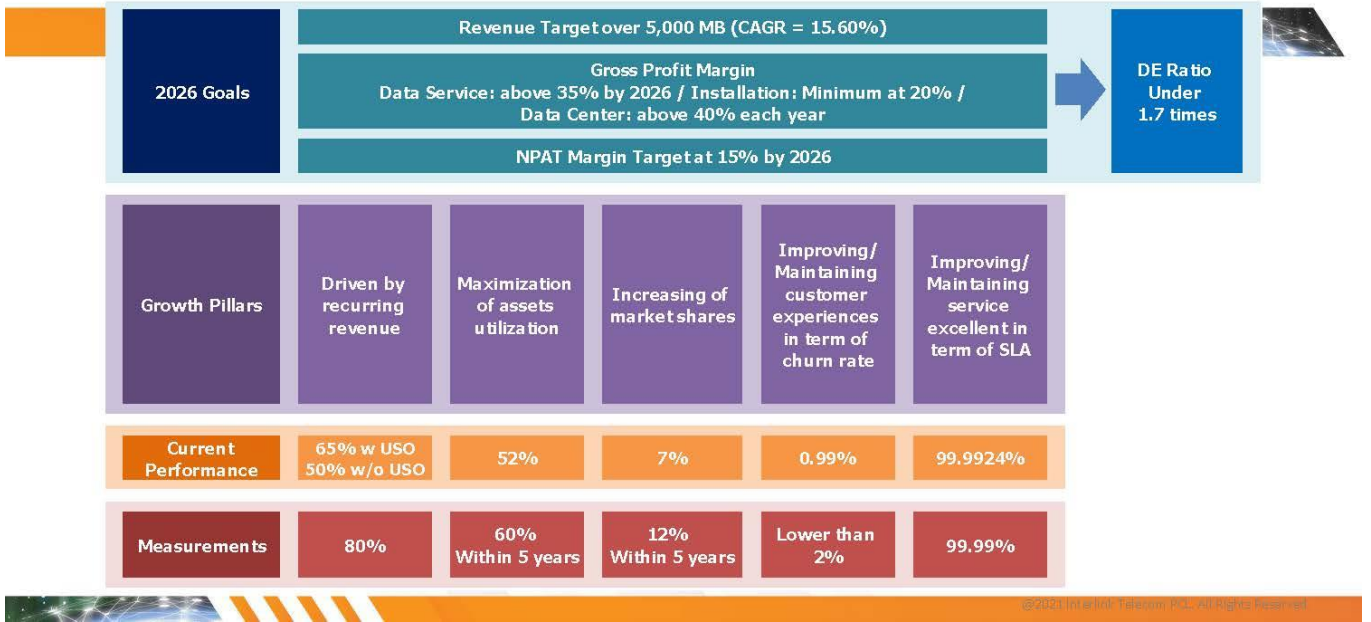 2026 Goals
Revenue Target over 5,000 MB (CAGR = 15.60%)
Gross Profit Margin
Data Service: above 35% by 2026 / Installation: Minimum at 20% /
Data Center: above 40% each year
NPAT Margin Target at 15% by 2026
DE Ratio
Under
1.7 times
Growth Pillars
Driven by
recurring
revenue
Maximization
of assets
utilization
Increasing of
market shares
Improving/
Maintaining
customer
experiences
in term of
churn rate
Improving/
Maintaining
service
excellent in
term of SLA
Current
Performance
65% w USO
50% w/o USO
52%
7%
0.99%
99.9924%
Measurements
80%
60%
Within 5 years
12%
Within 5 years
Lower than
2%
99.99%
@2021 Interlink Telecom PCL. All Rights Reserved.